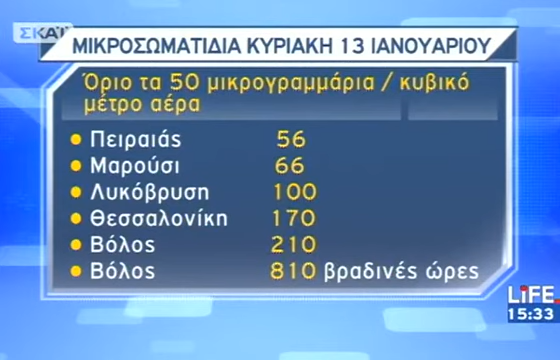 ΣΚΑΪ
ΜΙΚΡΟΣΩΜΑΤΙΔΙΑ ΚΥΡΙΑΚΗ 13 ΙΑΝΟΥΑΡΙΟΥ
Όριο τα 50 μικρογραμμάρια / κυβικό
μέτρο αέρα
Πειραιάς 56
Μαρούσι 66
Λυκόβρυση 100
Θεσσαλονίκη 170
Βόλος 210
Βόλος 810 βραδινές ώρες
LiFE
15:33